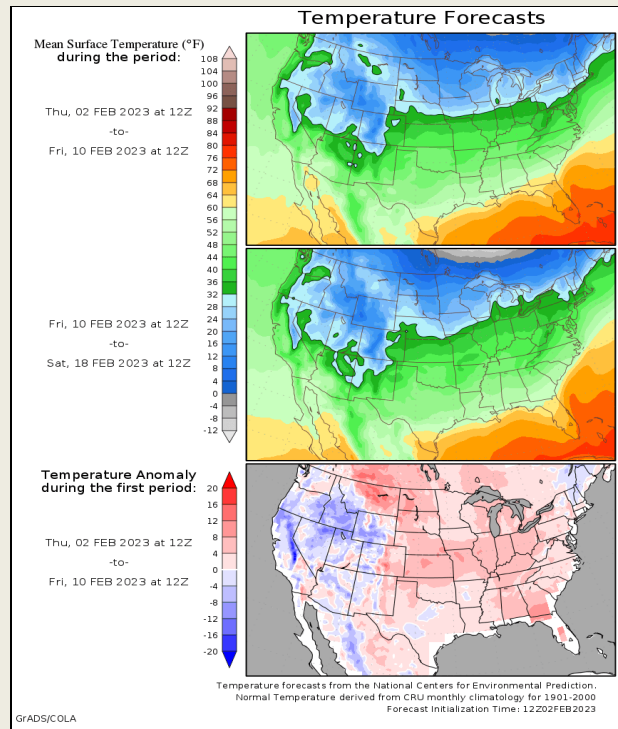 Temperature Forecasts
Mean Surface Temperature (°F)
during the period:
Thu, 02 FEB 2023 at 12Z
-to-
Fri, 10 FEB 2023 at 12Z
108
104
100
96
92
88
84
80
76
72
68
64
60
56
52
48
44
40
36
32
28
24
20
16
12
8
4
0
-4
-8
-12
Fri, 10 FEB 2023 at 12Z
-to-
Sat, 18 FEB 2023 at 12Z
Temperature Anomaly
during the first period:
Thu, 02 FEB 2023 at 12Z
-to-
Fri, 10 FEB 2023 at 12Z
20
16
12
8
4
0
-4
-8
-12
-16
-20
Temperature forecasts from the National Centers for Environmental Prediction.
Normal Temperature derived from CRU monthly climatology for 1901-2000
Forecast Initialization Time: 12Z02FEB2023
GrADS/COLA